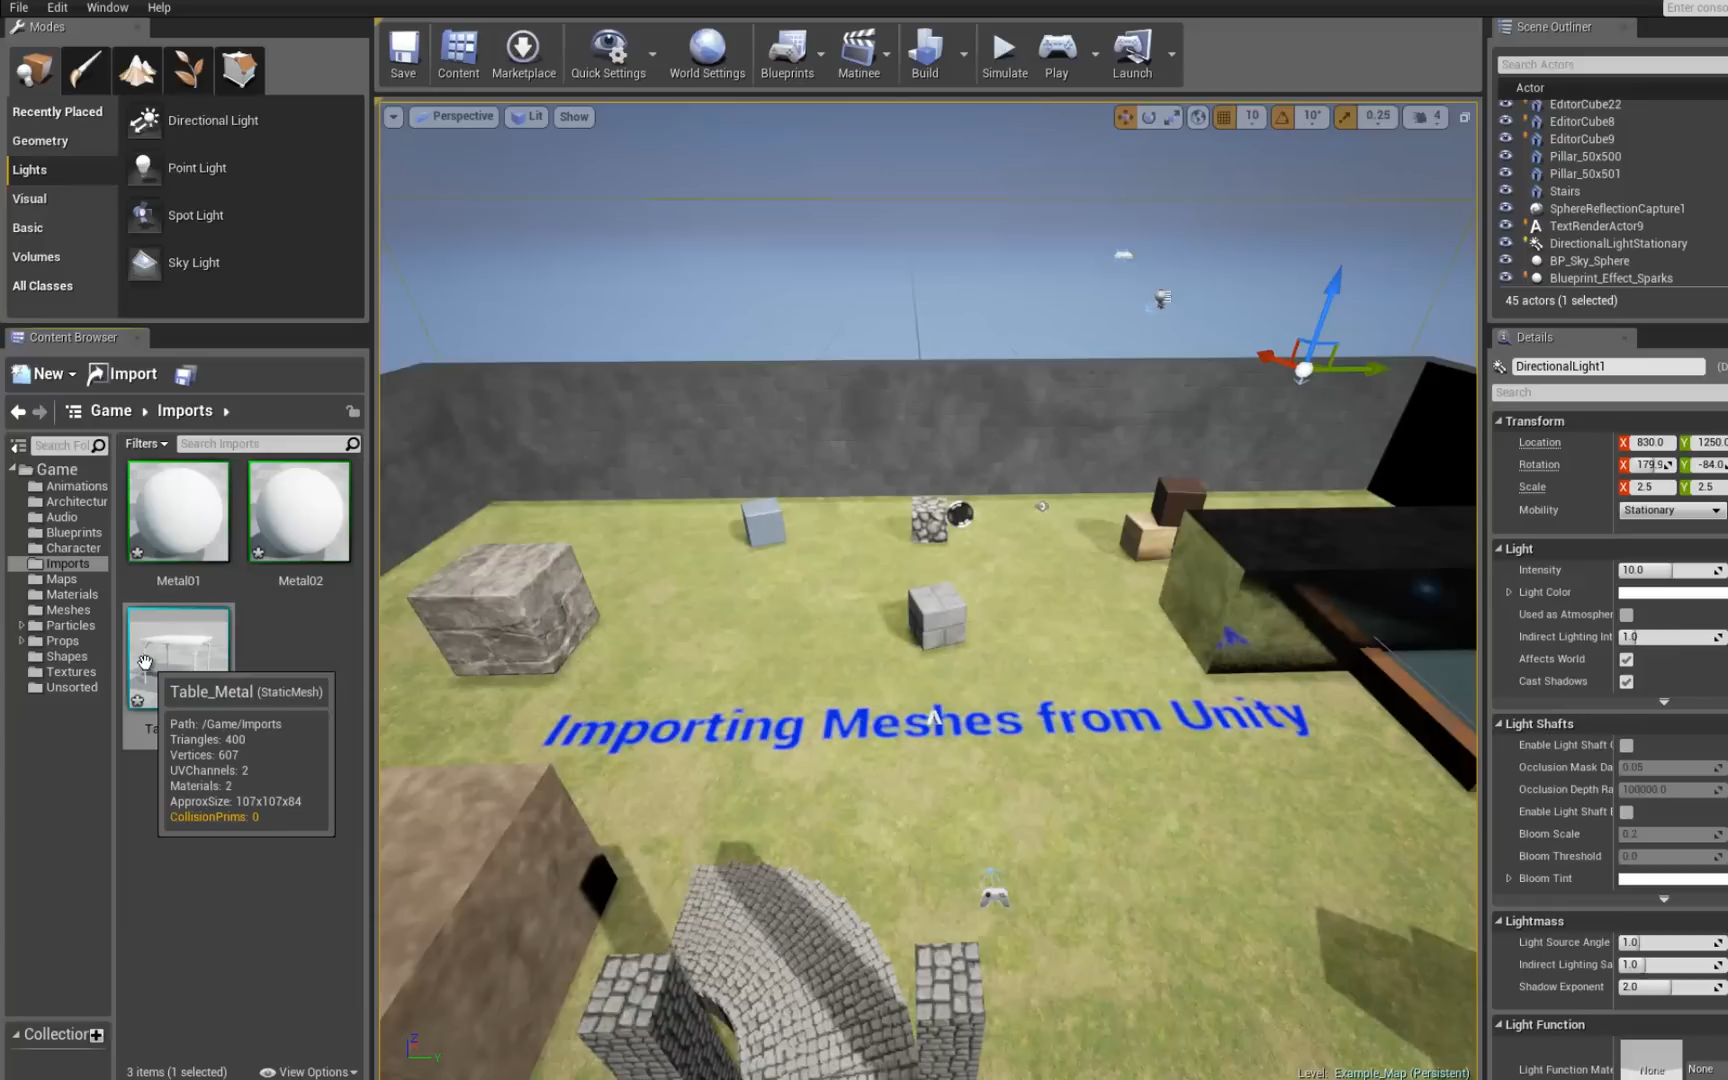 File Edit Window Help
Enter conso
Modes
Scene Outliner
Save Content Marketplace Quick Settings World Settings Blueprints Matinee Build Simulate Play Launch
Search Actors
Actor
Recently Placed
Geometry
Lights
Visual
Basic
Volumes
All Classes
Directional Light
Point Light
Spot Light
Sky Light
Perspective Lit Show
10 10° 0.25 4
EditorCube22
EditorCube8
EditorCube9
Pillar_50x500
Pillar_50x501
Stairs
SphereReflectionCapture1
TextRenderActor9
DirectionalLightStationary
BP_Sky_Sphere
Blueprint_Effect_Sparks
45 actors (1 selected)
Content Browser
New Import
Game Imports
Search Fol
Filters Search Imports
Game
Animations
Architectur
Audio
Blueprints
Character
Imports
Maps
Materials
Meshes
Particles
Props
Shapes
Textures
Unsorted
Metal01 Metal02
Ta
Table_Metal (StaticMesh)
Path: /Game/Imports
Triangles: 400
Vertices: 607
UVChannels: 2
Materials: 2
ApproxSize: 107x107x84
CollisionPrims: 0
Collection
3 items (1 selected) View Options
Importing Meshes from Unity
Z
Y
Level: Example_Map (Persistent)
Details
DirectionalLight1
Search
Transform
Location X 830.0 Y 1250.0
Rotation X 179.9 Y -84.0
Scale X 2.5 Y 2.5
Mobility Stationary
Light
Intensity 10.0
Light Color
Used as Atmospher
Indirect Lighting Int 1.0
Affects World
Cast Shadows
Light Shafts
Enable Light Shaft
Occlusion Mask Da 0.05
Occlusion Depth Ra 100000.0
Enable Light Shaft
Bloom Scale 0.2
Bloom Threshold 0.0
Bloom Tint
Lightmass
Light Source Angle 1.0
Indirect Lighting Sa 1.0
Shadow Exponent 2.0
Light Function
Light Function Mate None None